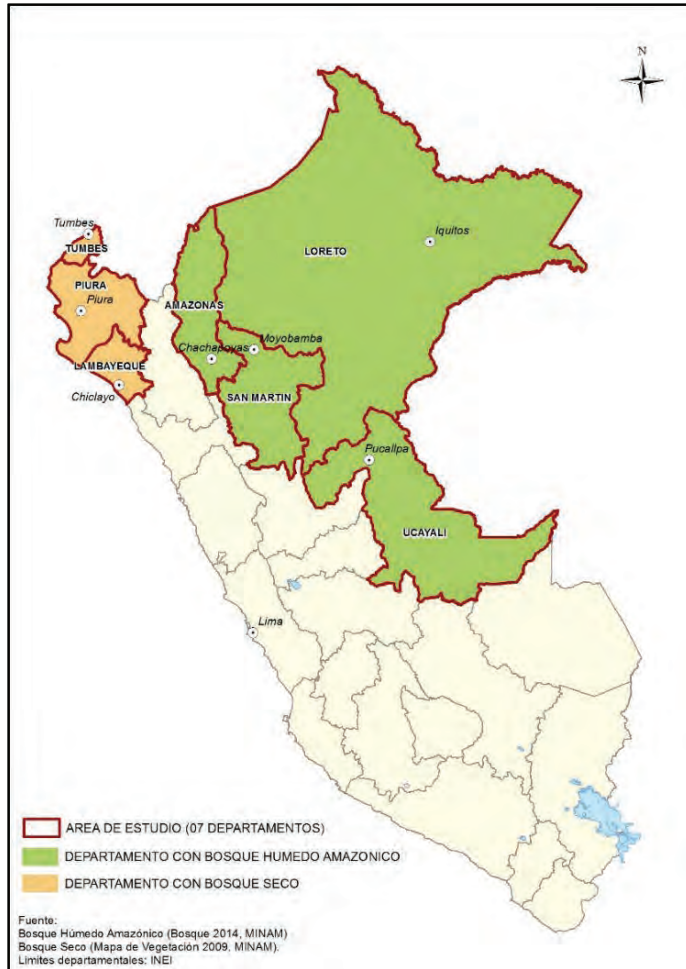 N
Tumbes
TUMBES
PIURA
Piura
LAMBAYEQUE
Chiclayo
AMAZONAS
Chachapoyas
Moyobamba
SAN MARTIN
LORETO
Iquitos
Pucallpa
UCAYALI
Lima
AREA DE ESTUDIO (07 DEPARTAMENTOS)
DEPARTAMENTO CON BOSQUE HUMEDO AMAZONICO
DEPARTAMENTO CON BOSQUE SECO
Fuente:
Bosque Húmedo Amazónico (Bosque 2014, MINAM)
Bosque Seco (Mapa de Vegetación 2009, MINAM).
Limites departamentales: INEI